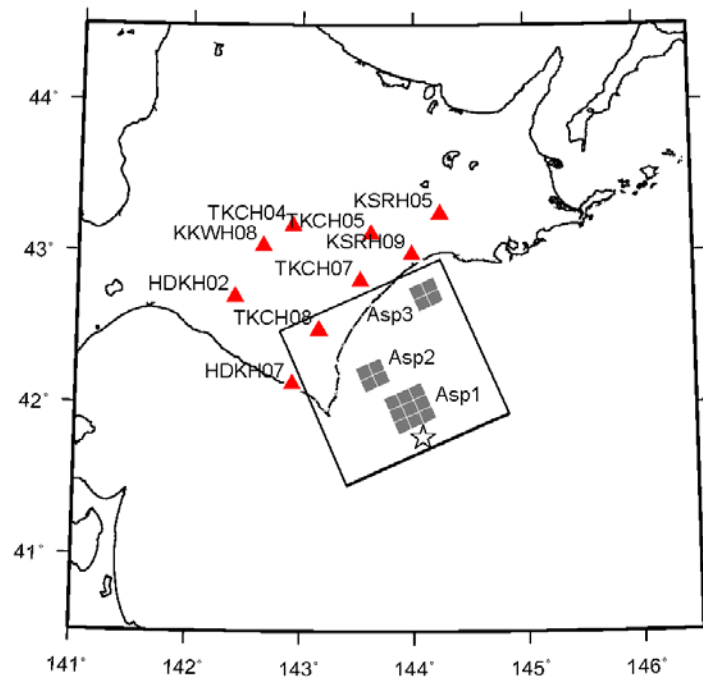 44°
43°
42°
41°
KSRH05
TKCH04
TKCH05
KKWH08
KSRH09
TKCH07
HDKH02
TKCH08
Asp3
Asp2
HDKH07
Asp1
141°
142°
143°
144°
145°
146°